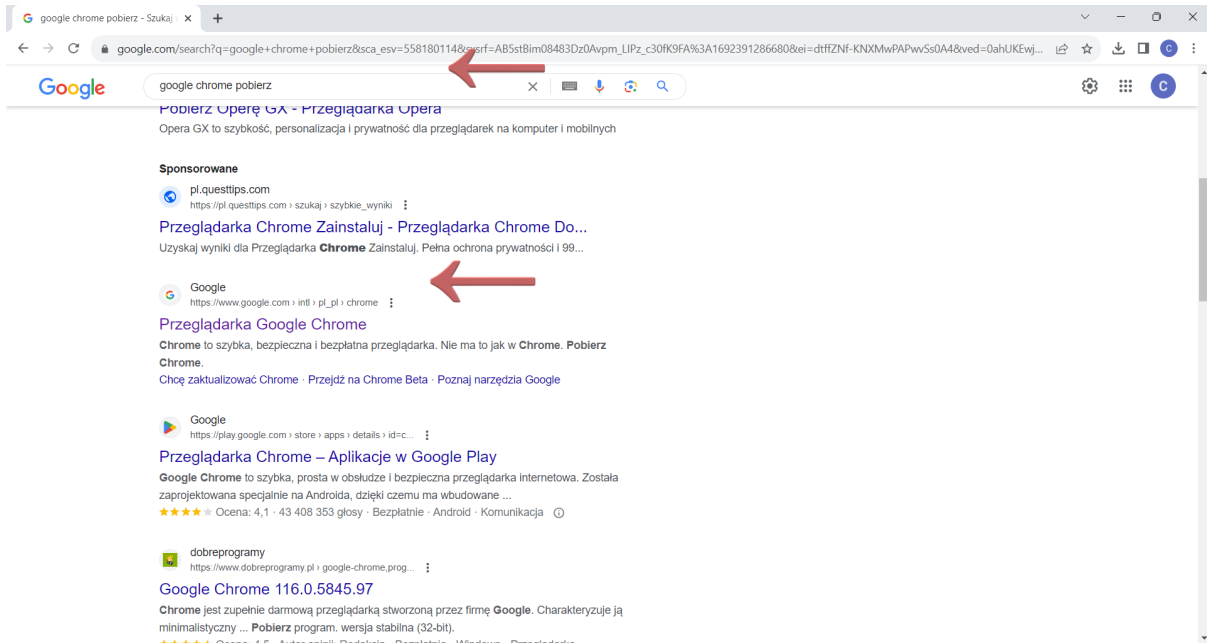 google chrome pobierz - Szukaj
google.com/search?q=google+chrome+pobierz&sca_esv=558180114&sxsrf=AB5stBim08483Dz0Avpm_LIPz_c30fK9FA%3A1692391286680&ei=dtffZNf-KNXMwPAPwvSs0A4&ved=0ahUKEwj...
C
Google
google chrome pobierz
C
Pobierz Operę GX - Przeglądarka Opera
Opera GX to szybkość, personalizacja i prywatność dla przeglądarek na komputer i mobilnych
Sponsorowane
pl.questtips.com
https://pl.questtips.com › szukaj › szybkie_wyniki
Przeglądarka Chrome Zainstaluj - Przeglądarka Chrome Do...
Uzyskaj wyniki dla Przeglądarka Chrome Zainstaluj. Pełna ochrona prywatności i 99...
Google
https://www.google.com › intl › pl_pl › chrome
Przeglądarka Google Chrome
Chrome to szybka, bezpieczna i bezpłatna przeglądarka. Nie ma to jak w Chrome. Pobierz
Chrome.
Chcę zaktualizować Chrome · Przejdź na Chrome Beta · Poznaj narzędzia Google
Google
https://play.google.com › store › apps › details › id=c...
Przeglądarka Chrome – Aplikacje w Google Play
Google Chrome to szybka, prosta w obsłudze i bezpieczna przeglądarka internetowa. Została
zaprojektowana specjalnie na Androida, dzięki czemu ma wbudowane ...
Ocena: 4,1 · 43 408 353 głosy · Bezpłatnie · Android · Komunikacja
dobreprogramy
https://www.dobreprogramy.pl › google-chrome,prog...
Google Chrome 116.0.5845.97
Chrome jest zupełnie darmową przeglądarką stworzoną przez firmę Google. Charakteryzuje ją
minimalistyczny ... Pobierz program. wersja stabilna (32-bit).